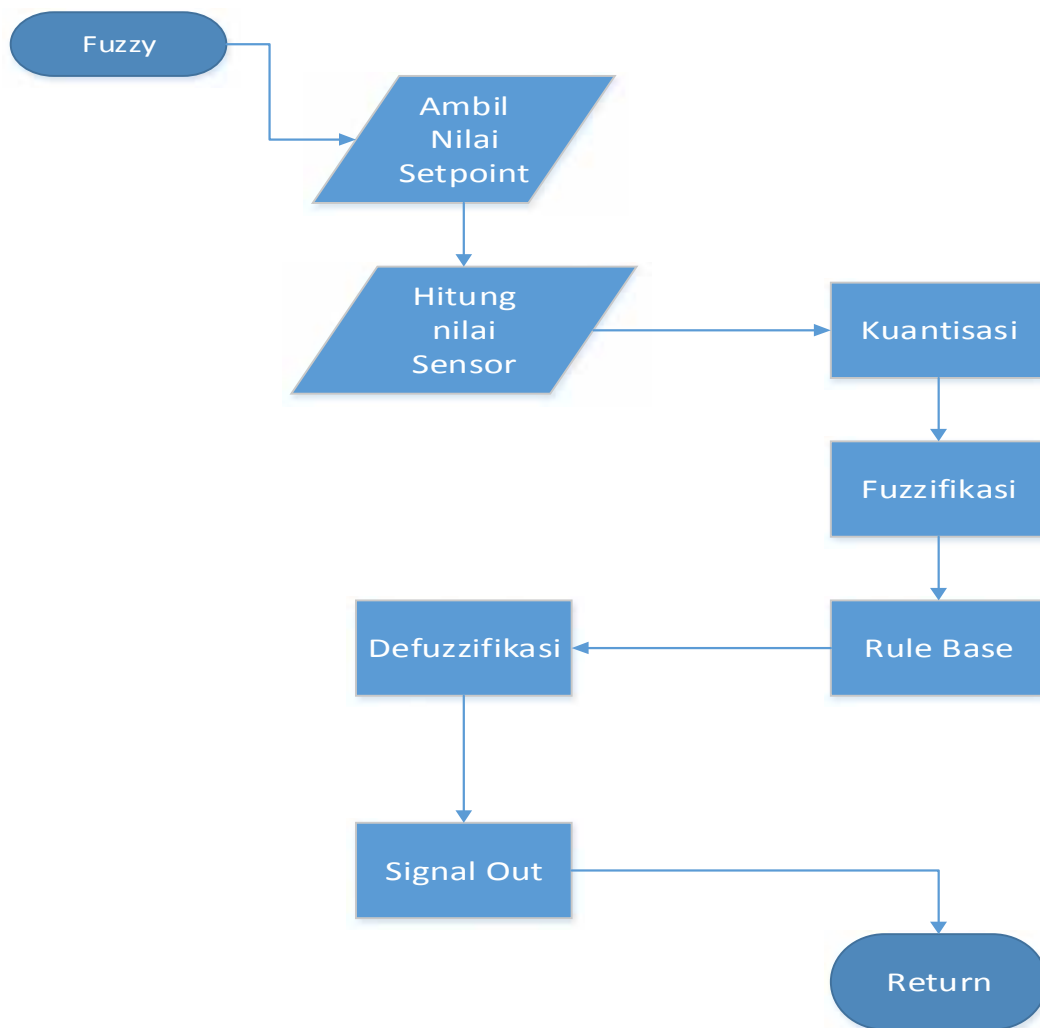 Fuzzy
Ambil
Nilai
Setpoint
Hitung
nilai
Sensor
Kuantisasi
Fuzzifikasi
Rule Base
Defuzzifikasi
Signal Out
Return